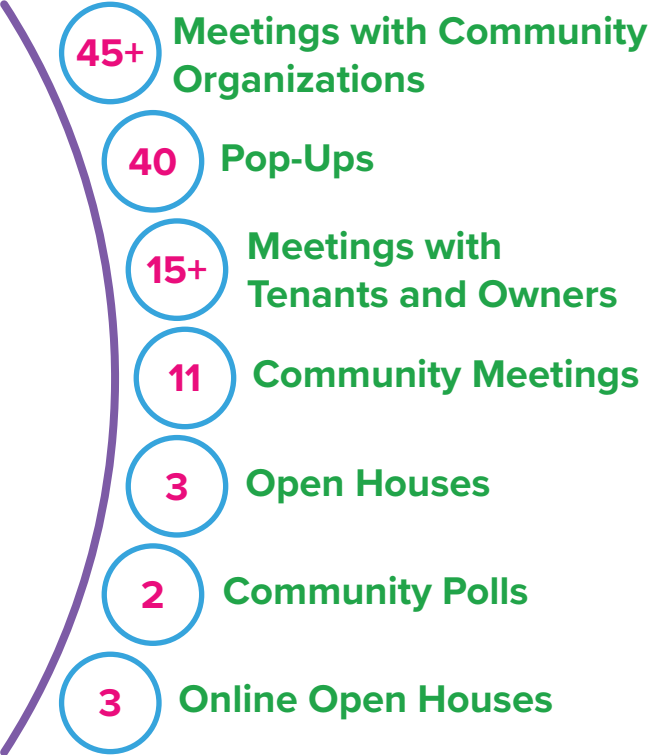 45+ Meetings with Community
Organizations
40 Pop-Ups
15+ Meetings with
Tenants and Owners
11 Community Meetings
3 Open Houses
2 Community Polls
3 Online Open Houses